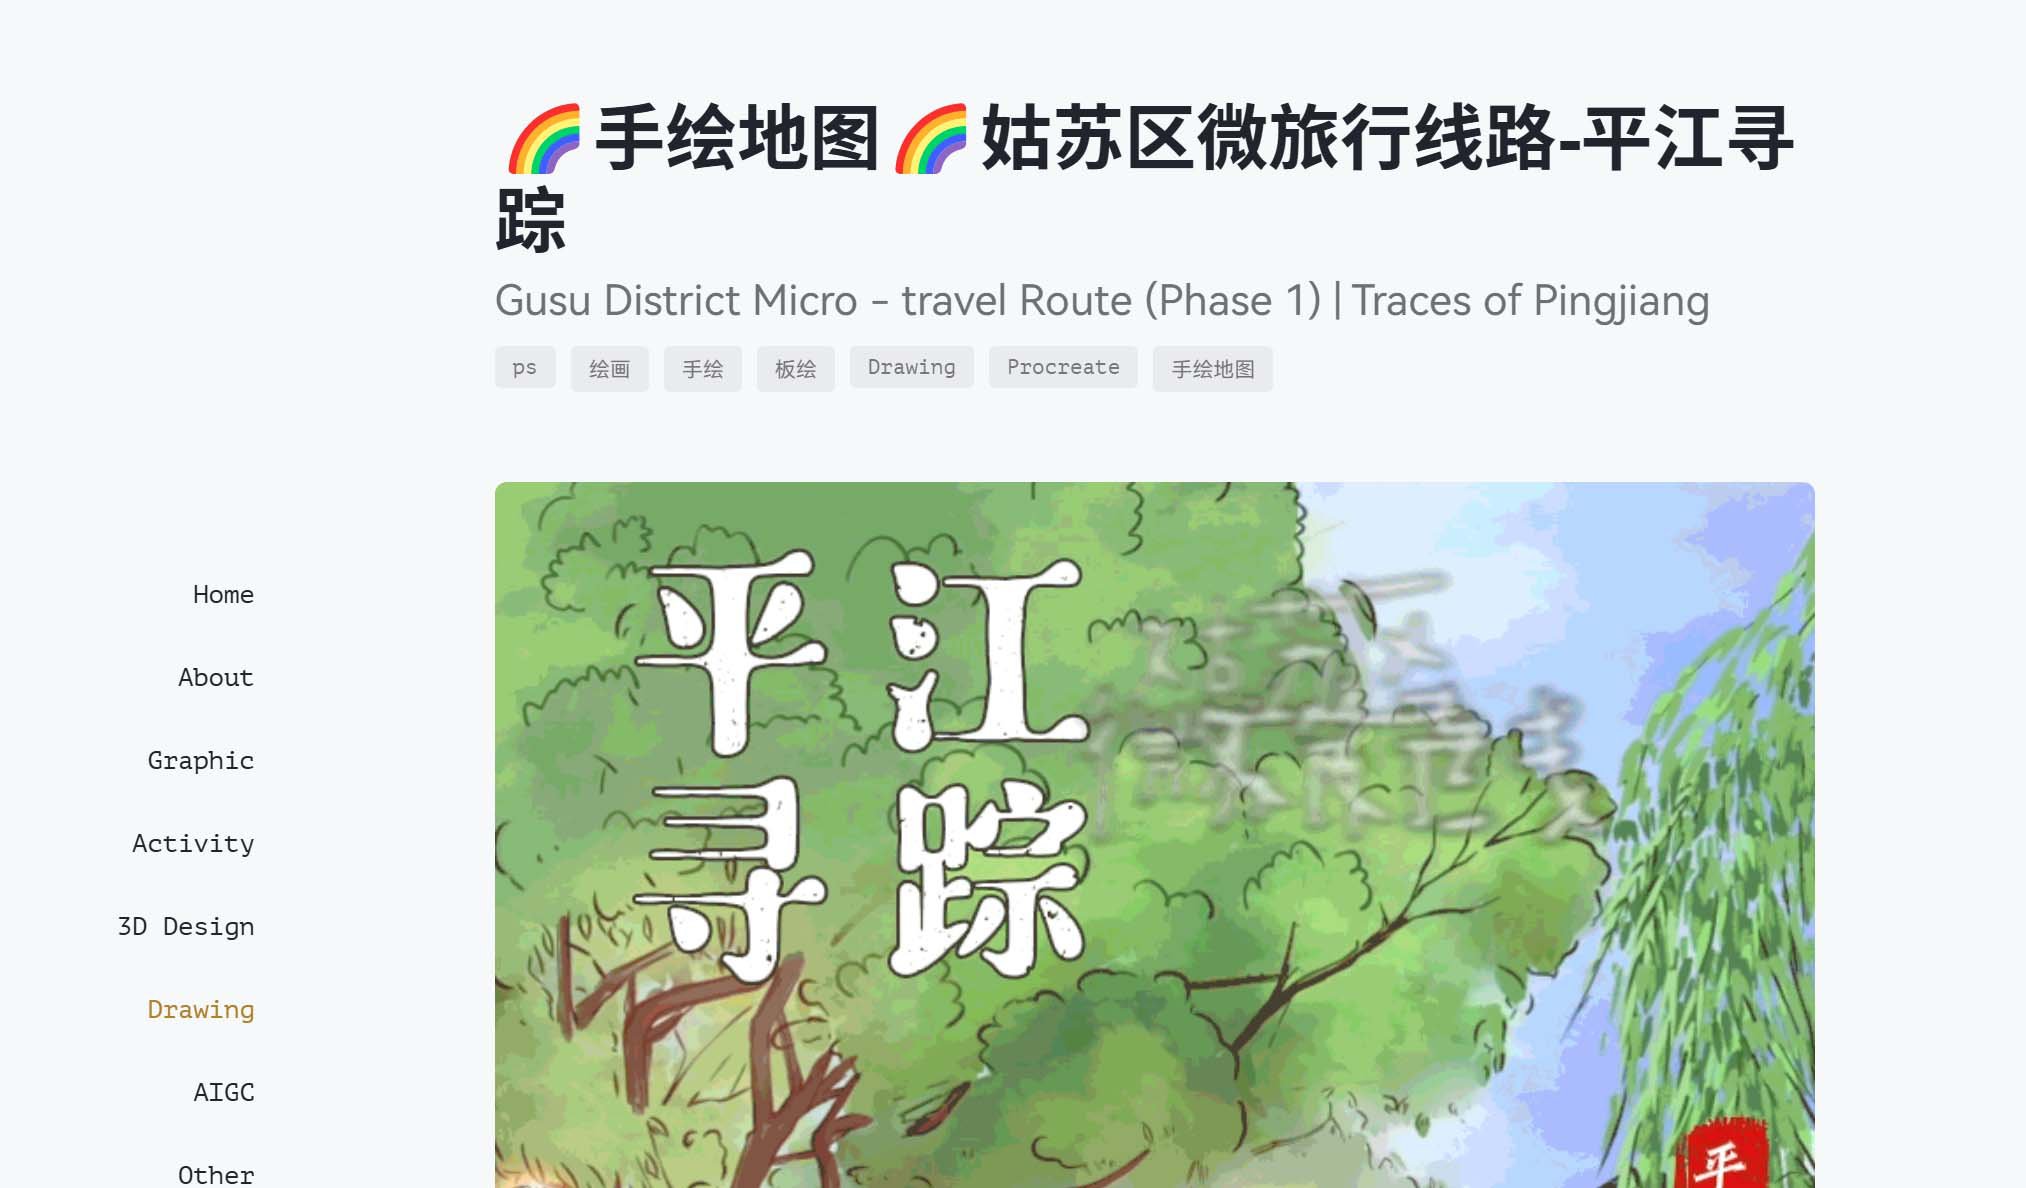 🌈手绘地图🌈姑苏区微旅行线路-平江寻
踪
Gusu District Micro - travel Route (Phase 1) | Traces of Pingjiang
ps 绘画 手绘 板绘 Drawing Procreate 手绘地图
Home
About
Graphic
Activity
3D Design
Drawing
AIGC
Other
平江
寻踪
平